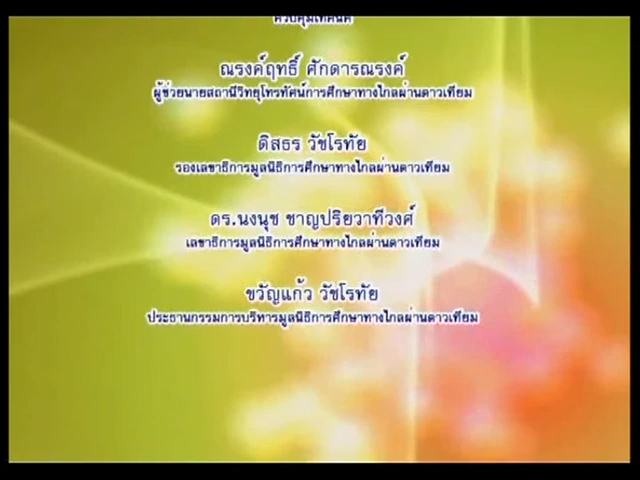 ควบคุมเทคนิค
ณรงค์ฤทธิ์ ศักดารณรงค์
ผู้ช่วยนายสถานีวิทยุโทรทัศน์การศึกษาทางไกลผ่านดาวเทียม
ดิสธร วัชโรทัย
รองเลขาธิการมูลนิธิการศึกษาทางไกลผ่านดาวเทียม
ดร.นงนุช ชาญปริยวาทีวงศ์
เลขาธิการมูลนิธิการศึกษาทางไกลผ่านดาวเทียม
ขวัญแก้ว วัชโรทัย
ประธานกรรมการบริหารมูลนิธิการศึกษาทางไกลผ่านดาวเทียม